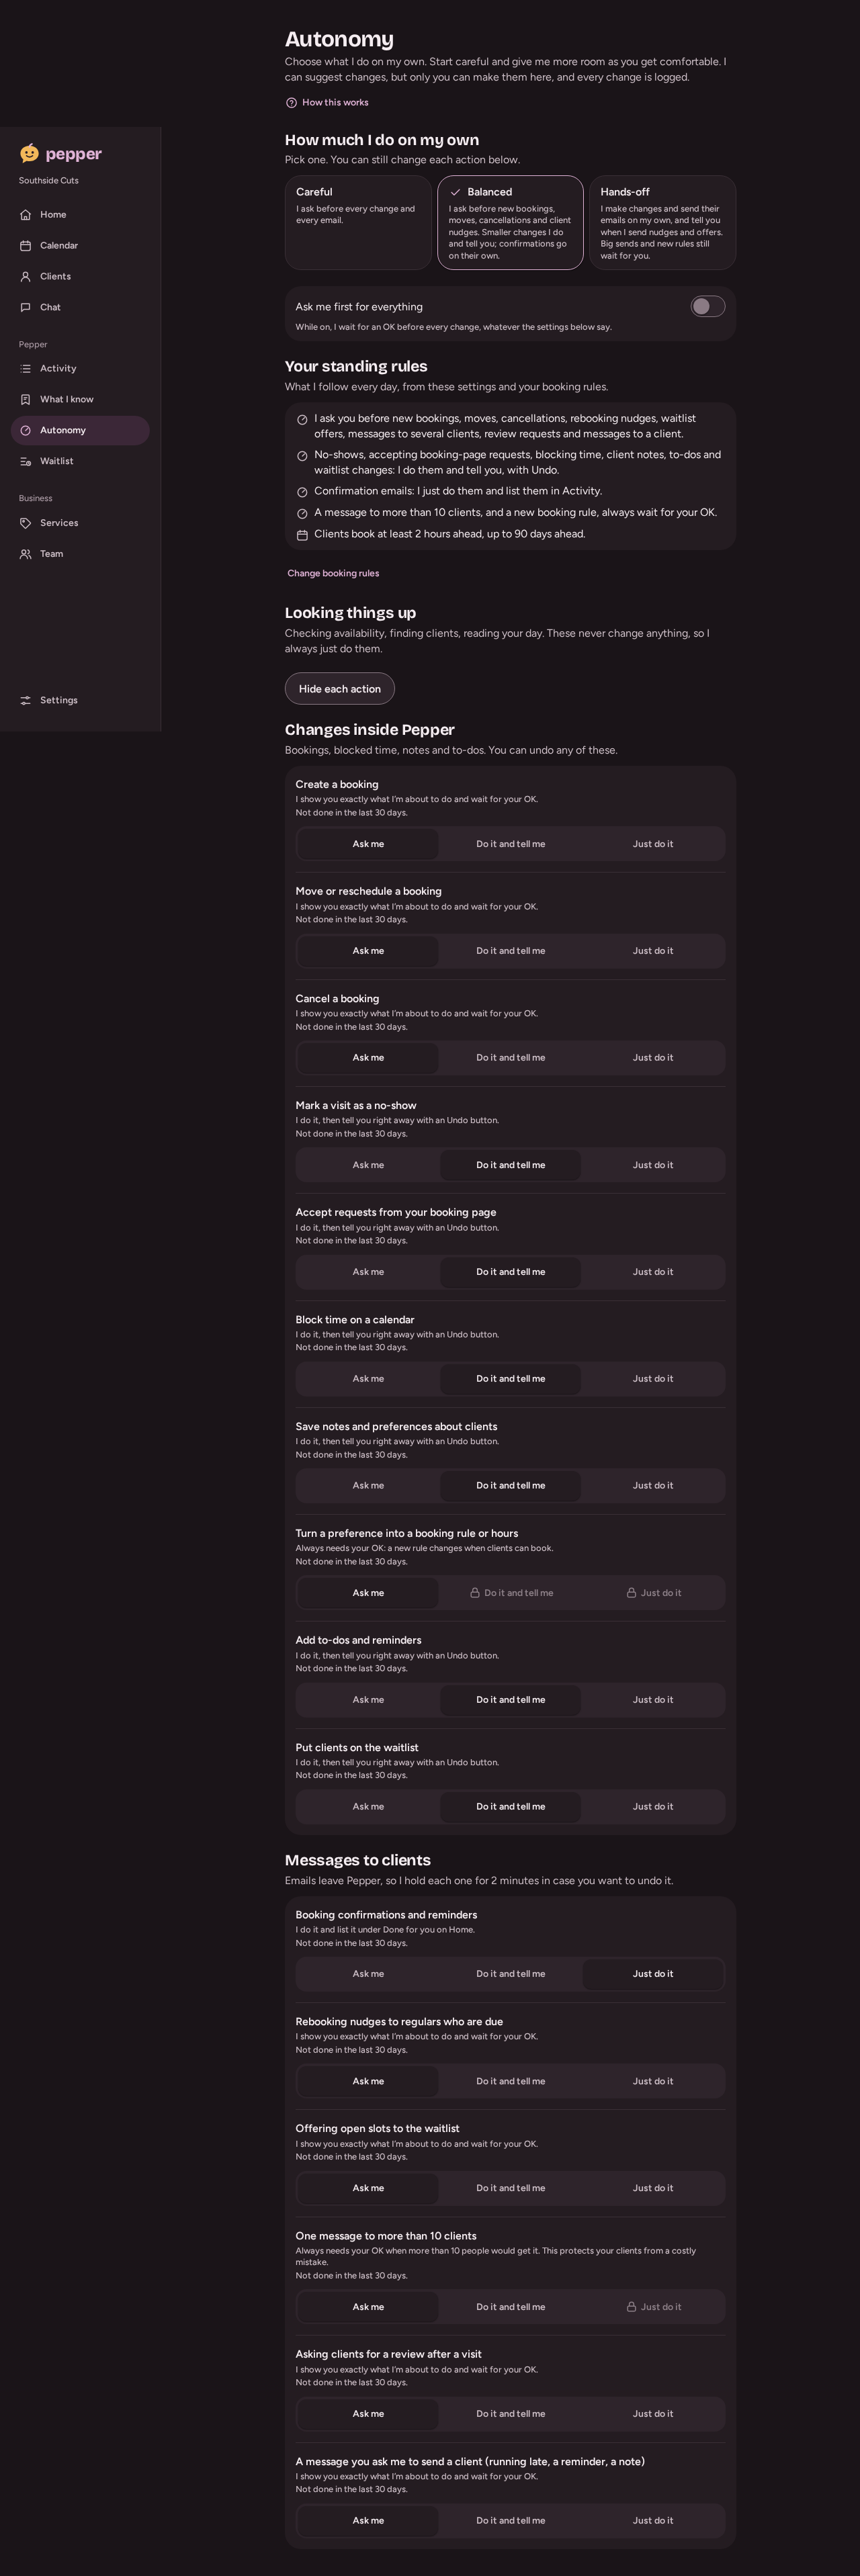 Autonomy
Choose what I do on my own. Start careful and give me more room as you get comfortable. I
can suggest changes, but only you can make them here, and every change is logged.
How this works
pepper
Southside Cuts
Home
Calendar
Clients
Chat
Pepper
Activity
What I know
Autonomy
Waitlist
Business
Services
Team
Settings
How much I do on my own
Pick one. You can still change each action below.
Careful
I ask before every change and
every email.
Balanced
I ask before new bookings,
moves, cancellations and client
nudges. Smaller changes I do
and tell you; confirmations go
on their own.
Hands-off
I make changes and send their
emails on my own, and tell you
when I send nudges and offers.
Big sends and new rules still
wait for you.
Ask me first for everything
While on, I wait for an OK before every change, whatever the settings below say.
Your standing rules
What I follow every day, from these settings and your booking rules.
I ask you before new bookings, moves, cancellations, rebooking nudges, waitlist
offers, messages to several clients, review requests and messages to a client.
No-shows, accepting booking-page requests, blocking time, client notes, to-dos and
waitlist changes: I do them and tell you, with Undo.
Confirmation emails: I just do them and list them in Activity.
A message to more than 10 clients, and a new booking rule, always wait for your OK.
Clients book at least 2 hours ahead, up to 90 days ahead.
Change booking rules
Looking things up
Checking availability, finding clients, reading your day. These never change anything, so I
always just do them.
Hide each action
Changes inside Pepper
Bookings, blocked time, notes and to-dos. You can undo any of these.
Create a booking
I show you exactly what I'm about to do and wait for your OK.
Not done in the last 30 days.
Ask me Do it and tell me Just do it
Move or reschedule a booking
I show you exactly what I'm about to do and wait for your OK.
Not done in the last 30 days.
Ask me Do it and tell me Just do it
Cancel a booking
I show you exactly what I'm about to do and wait for your OK.
Not done in the last 30 days.
Ask me Do it and tell me Just do it
Mark a visit as a no-show
I do it, then tell you right away with an Undo button.
Not done in the last 30 days.
Ask me Do it and tell me Just do it
Accept requests from your booking page
I do it, then tell you right away with an Undo button.
Not done in the last 30 days.
Ask me Do it and tell me Just do it
Block time on a calendar
I do it, then tell you right away with an Undo button.
Not done in the last 30 days.
Ask me Do it and tell me Just do it
Save notes and preferences about clients
I do it, then tell you right away with an Undo button.
Not done in the last 30 days.
Ask me Do it and tell me Just do it
Turn a preference into a booking rule or hours
Always needs your OK: a new rule changes when clients can book.
Not done in the last 30 days.
Ask me Do it and tell me Just do it
Add to-dos and reminders
I do it, then tell you right away with an Undo button.
Not done in the last 30 days.
Ask me Do it and tell me Just do it
Put clients on the waitlist
I do it, then tell you right away with an Undo button.
Not done in the last 30 days.
Ask me Do it and tell me Just do it
Messages to clients
Emails leave Pepper, so I hold each one for 2 minutes in case you want to undo it.
Booking confirmations and reminders
I do it and list it under Done for you on Home.
Not done in the last 30 days.
Ask me Do it and tell me Just do it
Rebooking nudges to regulars who are due
I show you exactly what I'm about to do and wait for your OK.
Not done in the last 30 days.
Ask me Do it and tell me Just do it
Offering open slots to the waitlist
I show you exactly what I'm about to do and wait for your OK.
Not done in the last 30 days.
Ask me Do it and tell me Just do it
One message to more than 10 clients
Always needs your OK when more than 10 people would get it. This protects your clients from a costly
mistake.
Not done in the last 30 days.
Ask me Do it and tell me Just do it
Asking clients for a review after a visit
I show you exactly what I'm about to do and wait for your OK.
Not done in the last 30 days.
Ask me Do it and tell me Just do it
A message you ask me to send a client (running late, a reminder, a note)
I show you exactly what I'm about to do and wait for your OK.
Not done in the last 30 days.
Ask me Do it and tell me Just do it